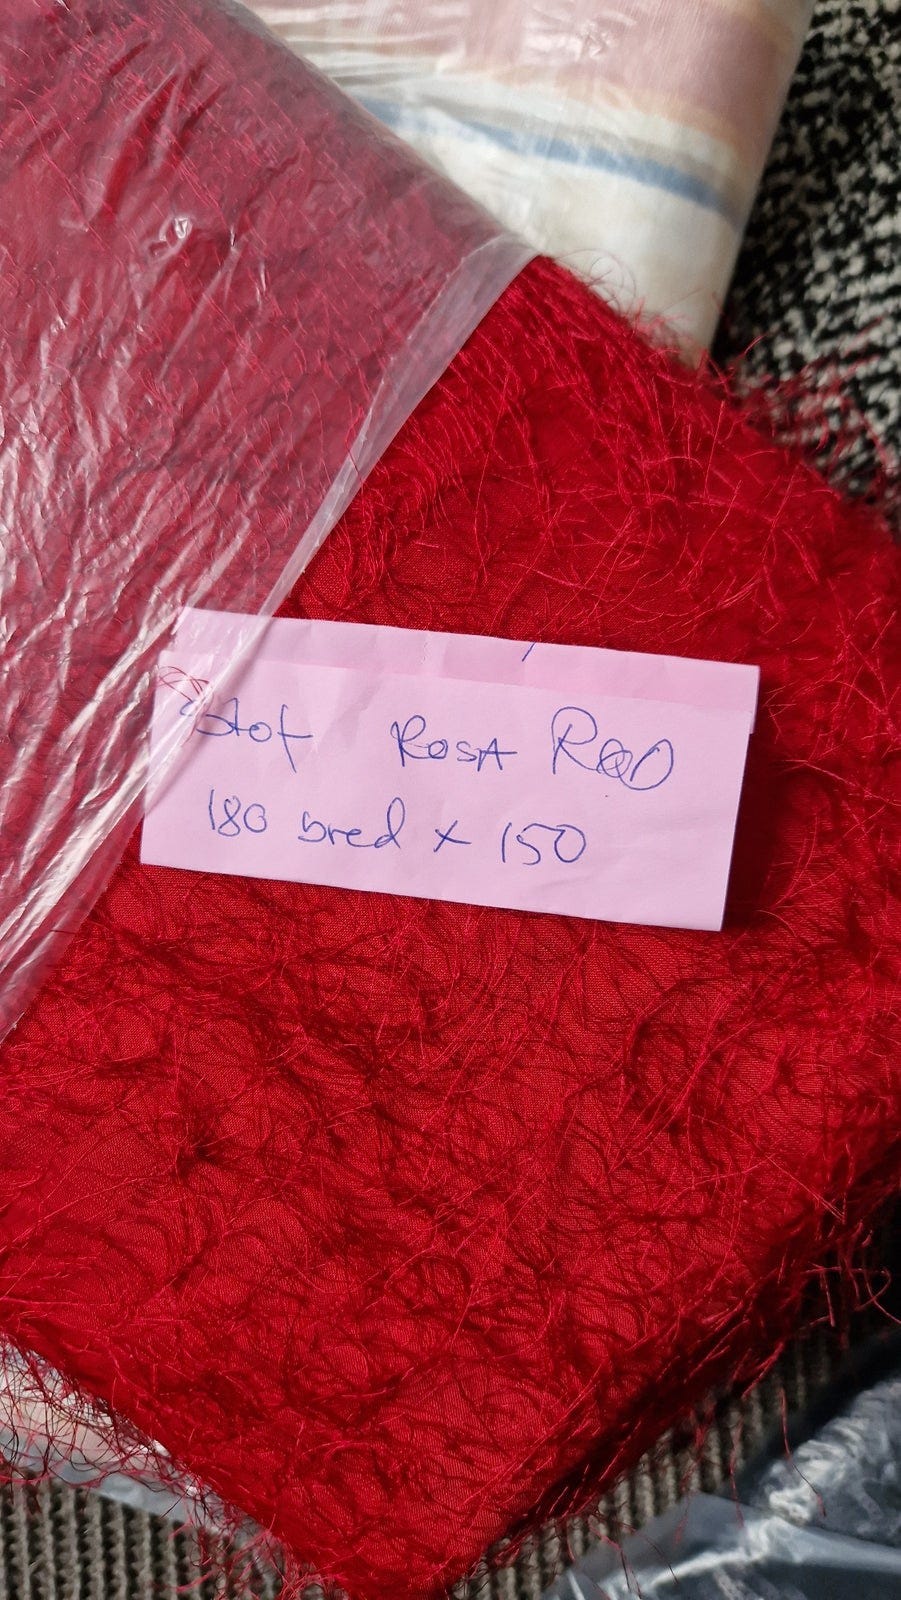 Stof Rosa Rød
180 bred x 150